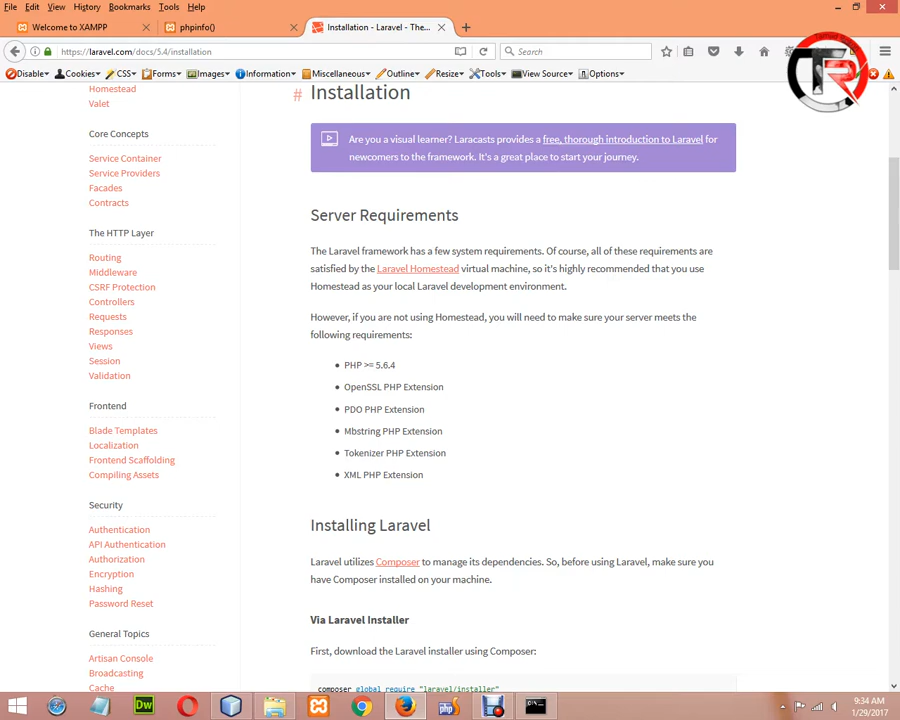 File Edit View History Bookmarks Tools Help
Welcome to XAMPP
phpinfo()
Installation - Laravel - The...
https://laravel.com/docs/5.4/installation
Search
Disable Cookies CSS Forms Images Information Miscellaneous Outline Resize Tools View Source Options
Homestead
Valet
Core Concepts
Service Container
Service Providers
Facades
Contracts
The HTTP Layer
Routing
Middleware
CSRF Protection
Controllers
Requests
Responses
Views
Session
Validation
Frontend
Blade Templates
Localization
Frontend Scaffolding
Compiling Assets
Security
Authentication
API Authentication
Authorization
Encryption
Hashing
Password Reset
General Topics
Artisan Console
Broadcasting
Cache
# Installation
Are you a visual learner? Laracasts provides a free, thorough introduction to Laravel for
newcomers to the framework. It's a great place to start your journey.
Server Requirements
The Laravel framework has a few system requirements. Of course, all of these requirements are
satisfied by the Laravel Homestead virtual machine, so it's highly recommended that you use
Homestead as your local Laravel development environment.
However, if you are not using Homestead, you will need to make sure your server meets the
following requirements:
PHP >= 5.6.4
OpenSSL PHP Extension
PDO PHP Extension
Mbstring PHP Extension
Tokenizer PHP Extension
XML PHP Extension
Installing Laravel
Laravel utilizes Composer to manage its dependencies. So, before using Laravel, make sure you
have Composer installed on your machine.
Via Laravel Installer
First, download the Laravel installer using Composer:
composer global require "laravel/installer"
TR
Dw
php
9:34 AM
1/29/2017